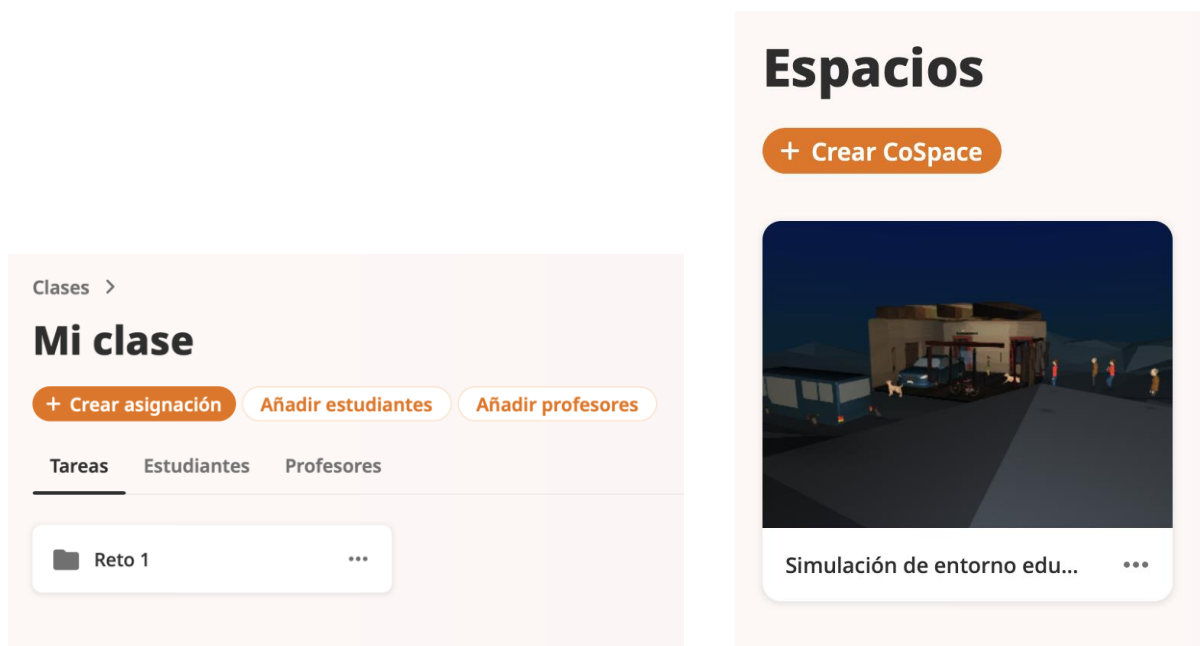 Clases >
Mi clase
+ Crear asignación
Añadir estudiantes
Añadir profesores
Tareas
Estudiantes
Profesores
Reto 1
Espacios
+ Crear CoSpace
Simulación de entorno edu...